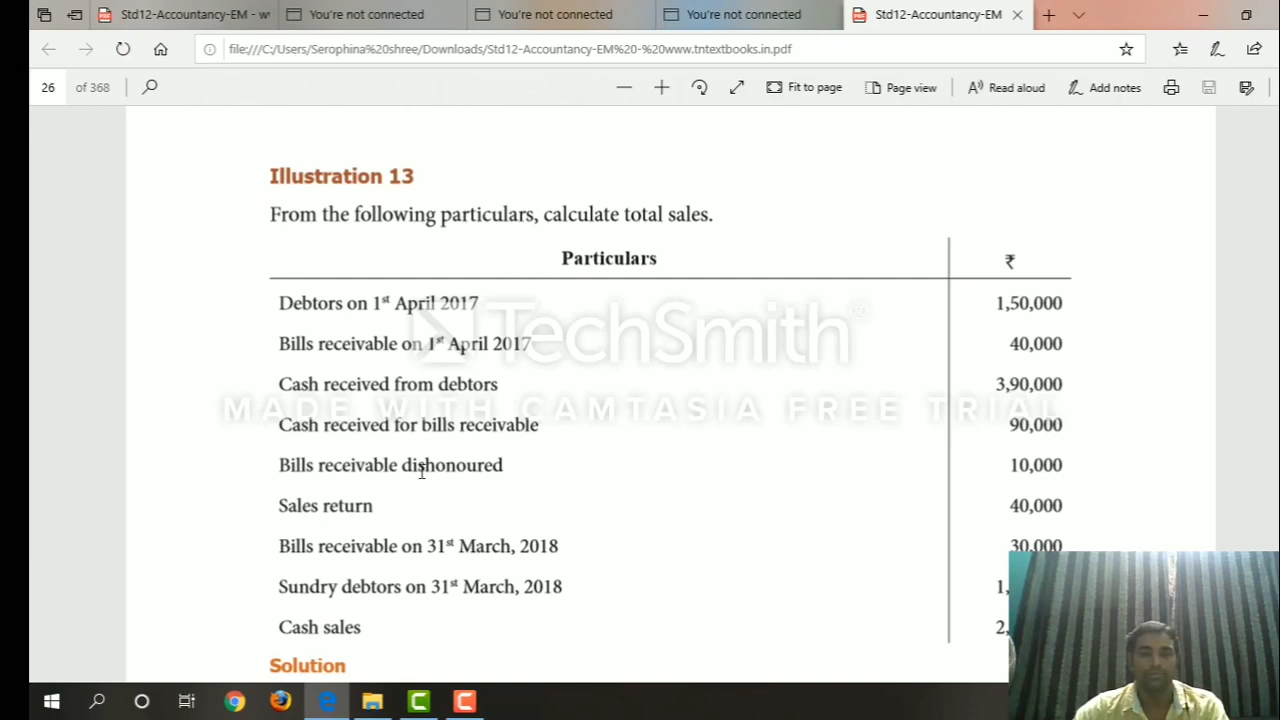 Std12-Accountancy-EM - w
You're not connected
You're not connected
You're not connected
Std12-Accountancy-EM
file:///C:/Users/Serophina%20shree/Downloads/Std12-Accountancy-EM%20-%20www.tntextbooks.in.pdf
26 of 368
Fit to page
Page view
Read aloud
Add notes
Illustration 13
From the following particulars, calculate total sales.
Particulars ₹
Debtors on 1st April 2017 1,50,000
Bills receivable on 1st April 2017 40,000
Cash received from debtors 3,90,000
Cash received for bills receivable 90,000
Bills receivable dishonoured 10,000
Sales return 40,000
Bills receivable on 31st March, 2018 30,000
Sundry debtors on 31st March, 2018 1,
Cash sales 2,
Solution
TechSmith®
MADE WITH CAMTASIA FREE TRIAL